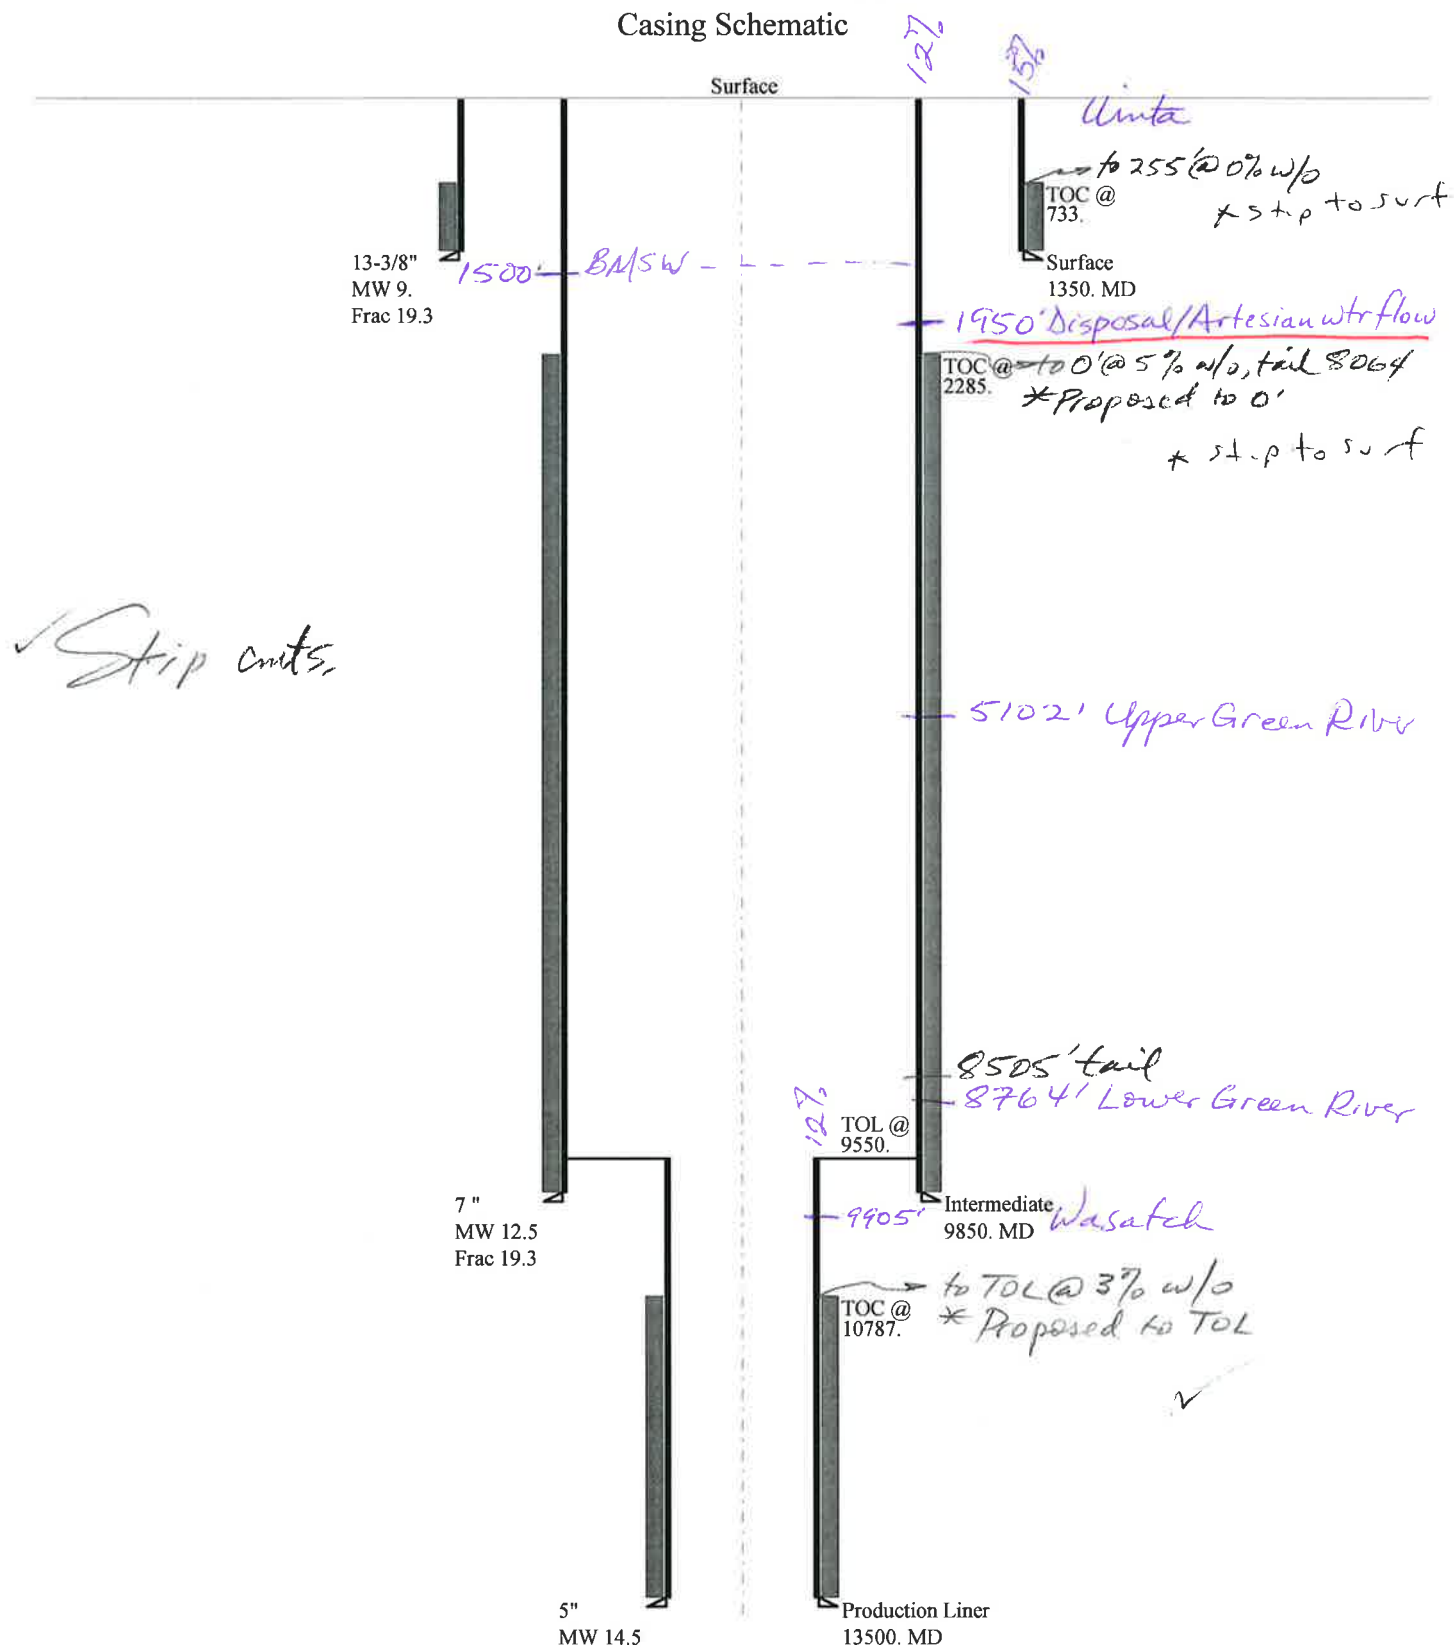 Casing Schematic
12%
15%
Surface
Uinta
to 255' @ 0% w/o
TOC @
733.
* stip to surf
13-3/8"
MW 9.
Frac 19.3
1500' BMSW
Surface
1350. MD
1950' Disposal/Artesian wtr flow
TOC @
2285.
to 0' @ 5% w/o, tail 8064
*Proposed to 0'
* stip to surf
✓ Stip cmts.
5102' Upper Green River
8505' tail
8764' Lower Green River
12%
TOL @
9550.
7 "
MW 12.5
Frac 19.3
9905' Wasatch
Intermediate
9850. MD
to TOL @ 3% w/o
* Proposed to TOL
TOC @
10787.
✓
5"
MW 14.5
Production Liner
13500. MD